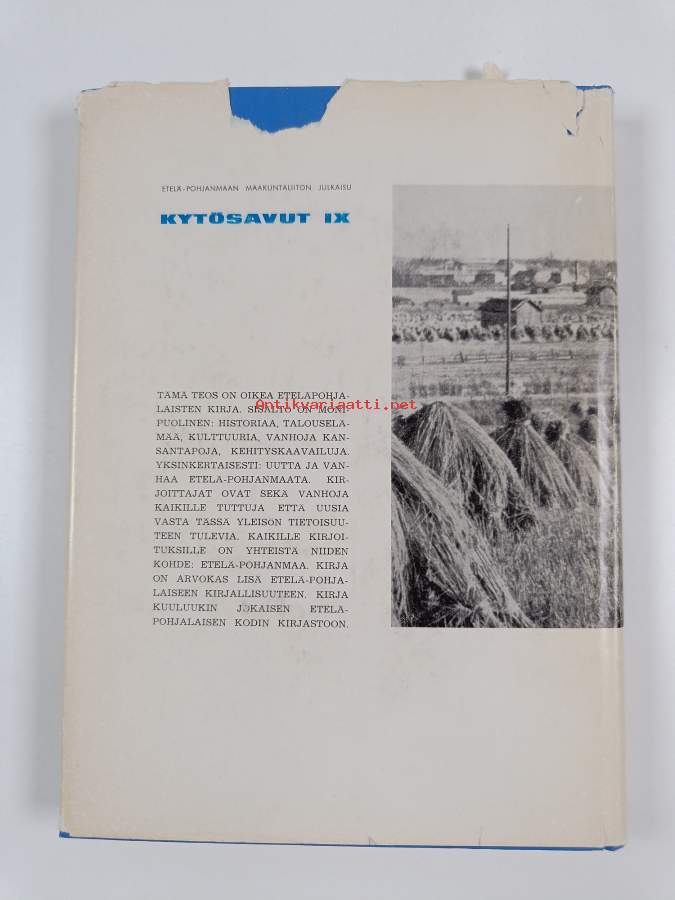 ETELÄ-POHJANMAAN MAAKUNTALIITON JULKAISU
KYTÖSAVUT IX
TÄMÄ TEOS ON OIKEA ETELÄPOHJA-
LAISTEN KIRJA. SISÄLTÖ ON MONI-
Antikvariaatti.net
PUOLINEN: HISTORIAA, TALOUSELÄ-
MÄÄ, KULTTUURIA, VANHOJA KAN-
SANTAPOJA, KEHITYSKAAVAILUJA.
YKSINKERTAISESTI: UUTTA JA VAN-
HAA ETELÄ-POHJANMAATA. KIR-
JOITTAJAT OVAT SEKÄ VANHOJA
KAIKILLE TUTTUJA ETTÄ UUSIA
VASTA TÄSSÄ YLEISÖN TIETOISUU-
TEEN TULEVIA. KAIKILLE KIRJOI-
TUKSILLE ON YHTEISTÄ NIIDEN
KOHDE: ETELÄ-POHJANMAA. KIRJA
ON ARVOKAS LISÄ ETELÄ-POHJA-
LAISEEN KIRJALLISUUTEEN. KIRJA
KUULUUKIN JOKAISEN ETELÄ-
POHJALAISEN KODIN KIRJASTOON.